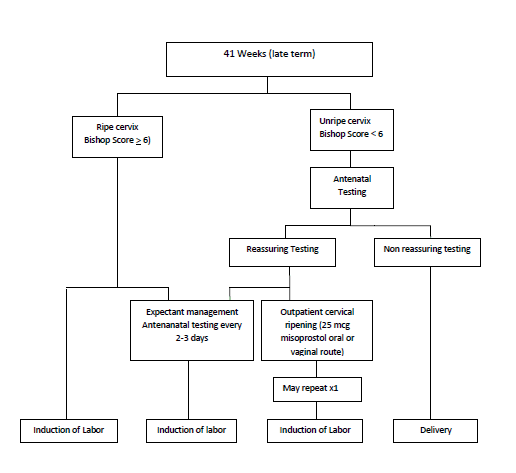 41 Weeks (late term)
Ripe cervix
Bishop Score ≥ 6)
Unripe cervix
Bishop Score < 6
Antenatal
Testing
Reassuring Testing
Non reassuring testing
Expectant management
Antenanatal testing every
2-3 days
Outpatient cervical
ripening (25 mcg
misoprostol oral or
vaginal route)
May repeat x1
Induction of Labor
Induction of labor
Induction of Labor
Delivery